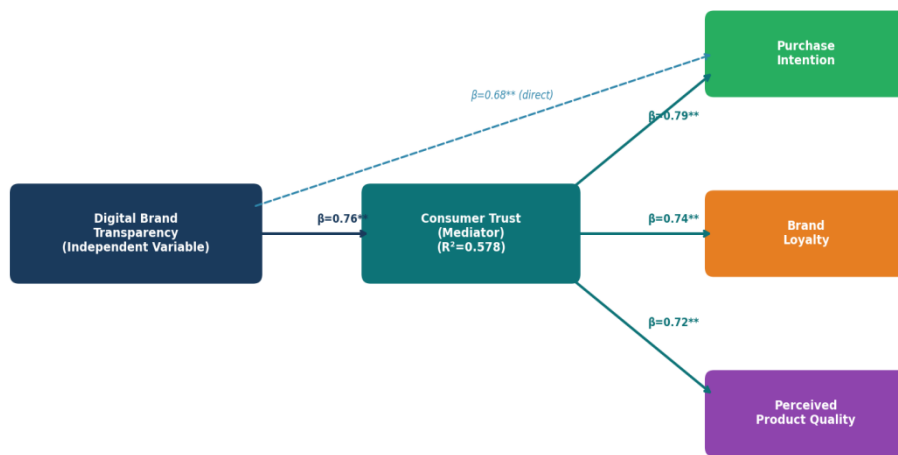 Purchase
Intention
β=0.68** (direct)
β=0.79**
Digital Brand
Transparency
(Independent Variable)
β=0.76**
Consumer Trust
(Mediator)
(R²=0.578)
β=0.74**
Brand
Loyalty
β=0.72**
Perceived
Product Quality